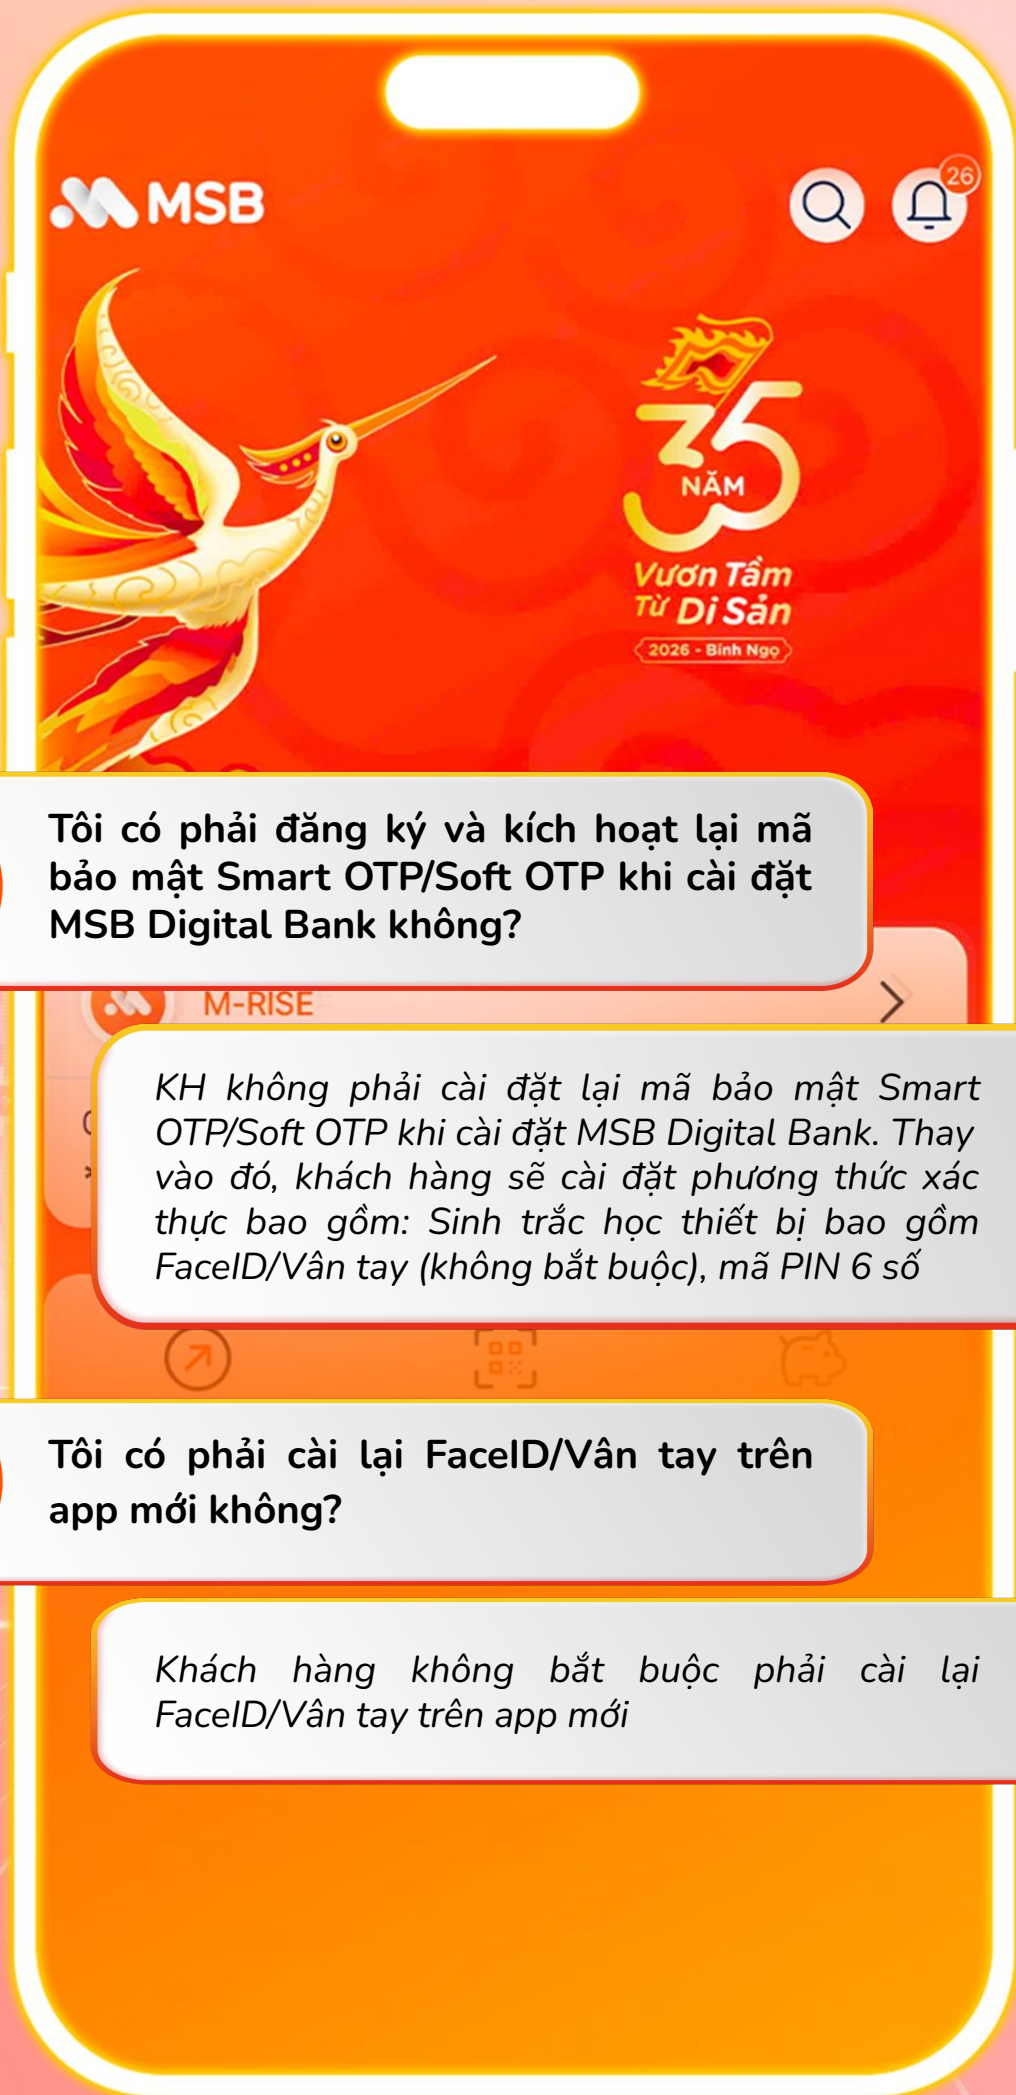 MSB
26
35
NĂM
Vươn Tầm
Từ Di Sản
2026 - Bính Ngọ
Tôi có phải đăng ký và kích hoạt lại mã
bảo mật Smart OTP/Soft OTP khi cài đặt
MSB Digital Bank không?
M-RISE
KH không phải cài đặt lại mã bảo mật Smart
OTP/Soft OTP khi cài đặt MSB Digital Bank. Thay
vào đó, khách hàng sẽ cài đặt phương thức xác
thực bao gồm: Sinh trắc học thiết bị bao gồm
FaceID/Vân tay (không bắt buộc), mã PIN 6 số
Tôi có phải cài lại FaceID/Vân tay trên
app mới không?
Khách hàng không bắt buộc phải cài lại
FaceID/Vân tay trên app mới